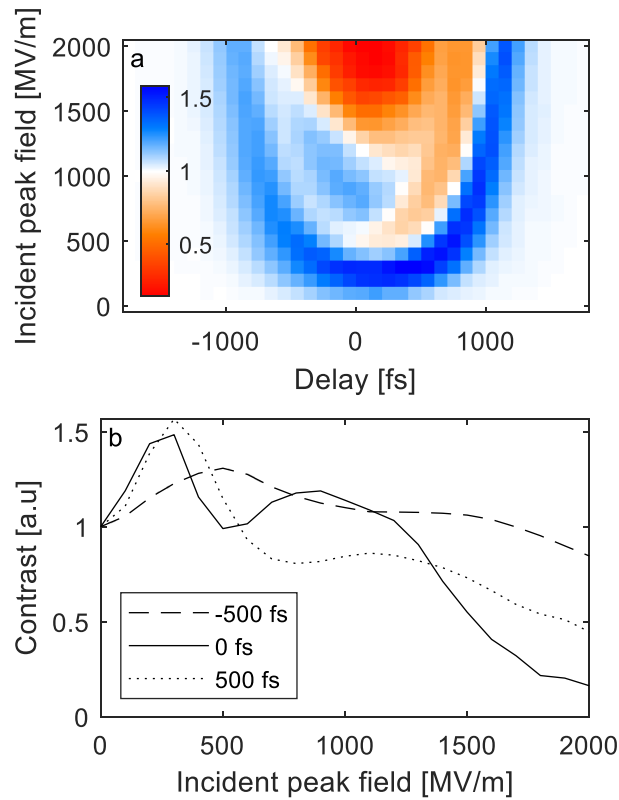 a
2000
1500
1000
500
0
1.5
1
0.5
-1000
0
1000
Incident peak field [MV/m]
Delay [fs]
b
1.5
1
0.5
0
Contrast [a.u]
-500 fs
0 fs
500 fs
0
500
1000
1500
2000
Incident peak field [MV/m]